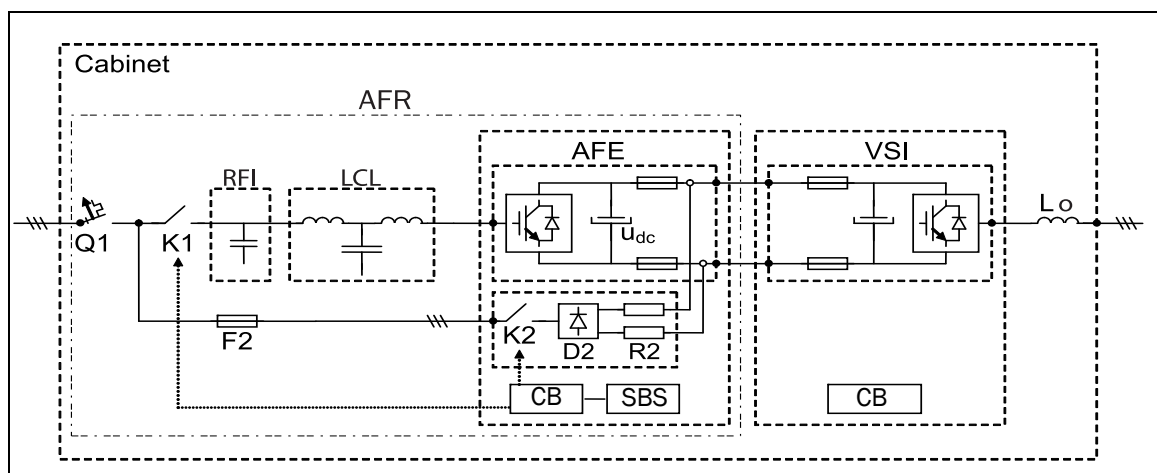 Cabinet
AFR
AFE
VSI
RFI
LCL
Lo
Q1
K1
udc
F2
K2
D2
R2
CB
SBS
CB